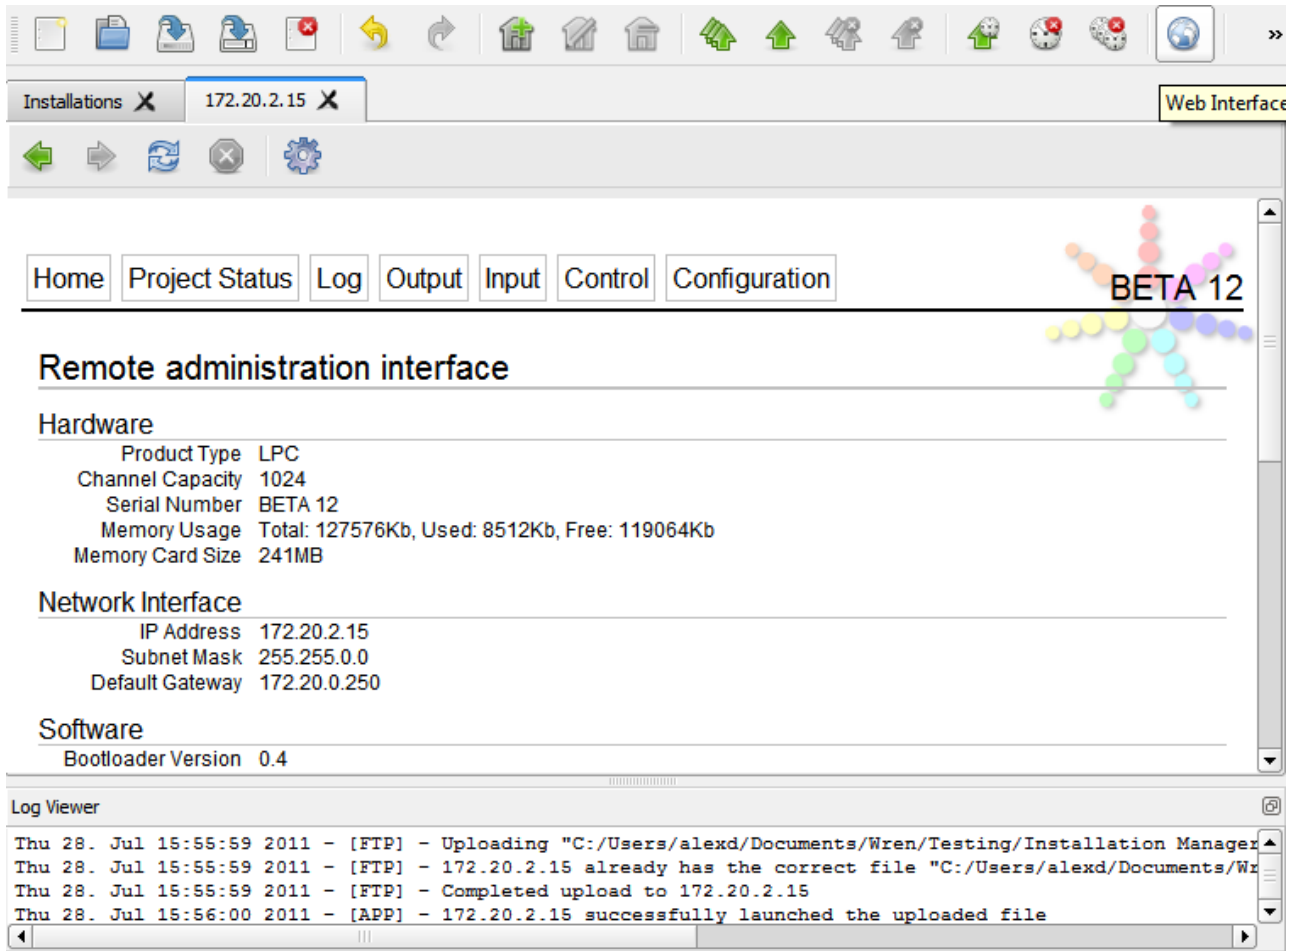 Installations
172.20.2.15
Web Interface
Home Project Status Log Output Input Control Configuration
BETA 12
Remote administration interface
Hardware
Product Type LPC
Channel Capacity 1024
Serial Number BETA 12
Memory Usage Total: 127576Kb, Used: 8512Kb, Free: 119064Kb
Memory Card Size 241MB
Network Interface
IP Address 172.20.2.15
Subnet Mask 255.255.0.0
Default Gateway 172.20.0.250
Software
Bootloader Version 0.4
Log Viewer
Thu 28. Jul 15:55:59 2011 - [FTP] - Uploading "C:/Users/alexd/Documents/Wren/Testing/Installation Manager
Thu 28. Jul 15:55:59 2011 - [FTP] - 172.20.2.15 already has the correct file "C:/Users/alexd/Documents/Wr
Thu 28. Jul 15:55:59 2011 - [FTP] - Completed upload to 172.20.2.15
Thu 28. Jul 15:56:00 2011 - [APP] - 172.20.2.15 successfully launched the uploaded file